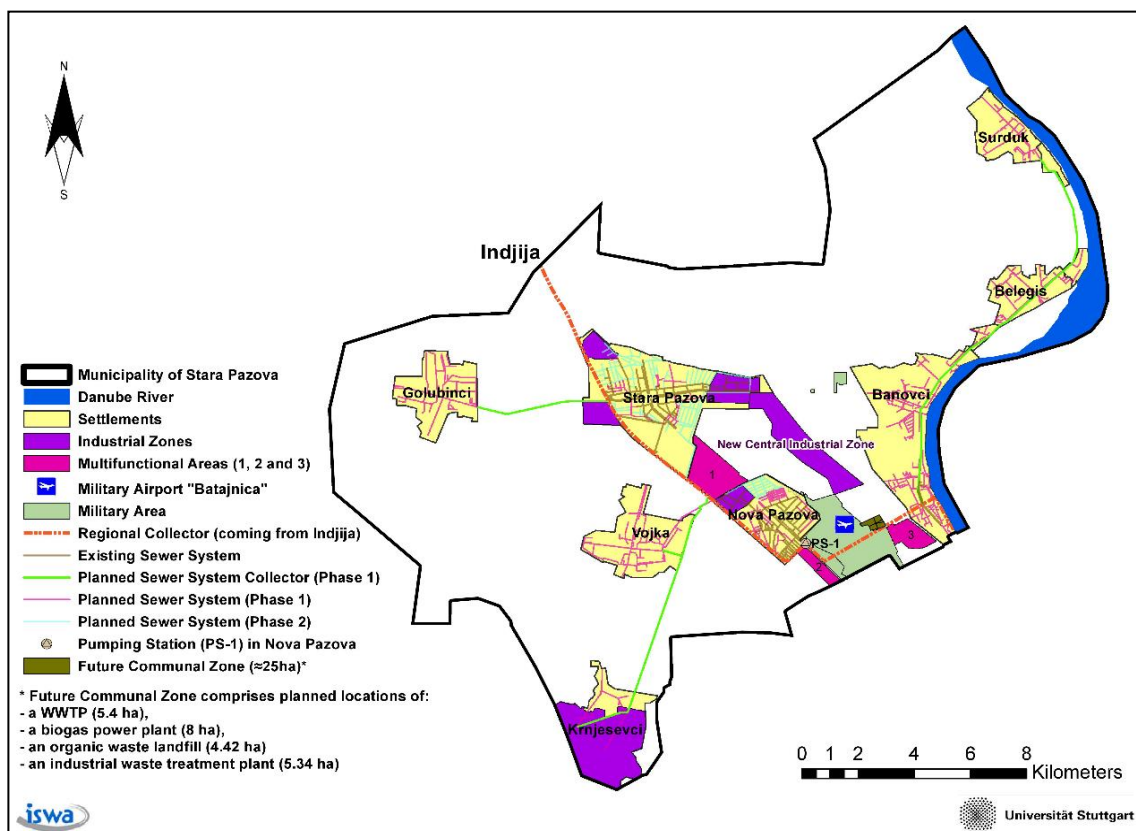 N
S
Surduk
Indjija
Belegis
Golubinci
Stara Pazova
Banovci
New Central Industrial Zone
1
Nova Pazova
Vojka
PS-1
3
2
Krnjesevci
Municipality of Stara Pazova
Danube River
Settlements
Industrial Zones
Multifunctional Areas (1, 2 and 3)
Military Airport "Batajnica"
Military Area
Regional Collector (coming from Indjija)
Existing Sewer System
Planned Sewer System Collector (Phase 1)
Planned Sewer System (Phase 1)
Planned Sewer System (Phase 2)
Pumping Station (PS-1) in Nova Pazova
Future Communal Zone (≈25ha)*
* Future Communal Zone comprises planned locations of:
- a WWTP (5.4 ha),
- a biogas power plant (8 ha),
- an organic waste landfill (4.42 ha)
- an industrial waste treatment plant (5.34 ha)
0 1 2 4 6 8
Kilometers
iswa
Universität Stuttgart